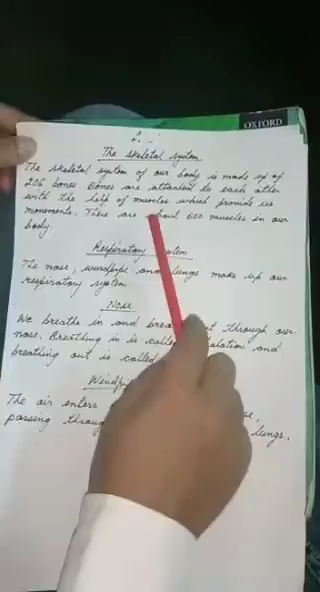 OXFORD
The Skeletal System
The skeletal system of our body is made up of
206 bones. Bones are attached to each other
with the help of muscles which provide us
movements. There are about 600 muscles in our
body.
Respiratory System
The nose, windpipe and lungs make up our
respiratory system
Nose
We breathe in and through our
nose. Breathing in is called and
breathing out is called
The air enters
passing lungs.